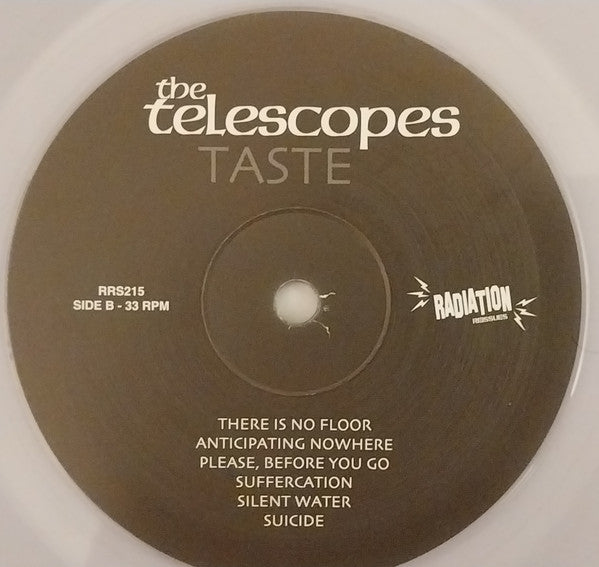 the
telescopes
TASTE
RRS215
SIDE B - 33 RPM
RADIATION
REISSUES
THERE IS NO FLOOR
ANTICIPATING NOWHERE
PLEASE, BEFORE YOU GO
SUFFERCATION
SILENT WATER
SUICIDE